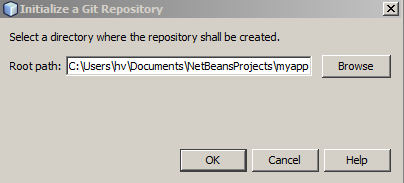 Initialize a Git Repository
Select a directory where the repository shall be created.
Root path: C:\Users\hv\Documents\NetBeansProjects\myapp Browse
OK Cancel Help